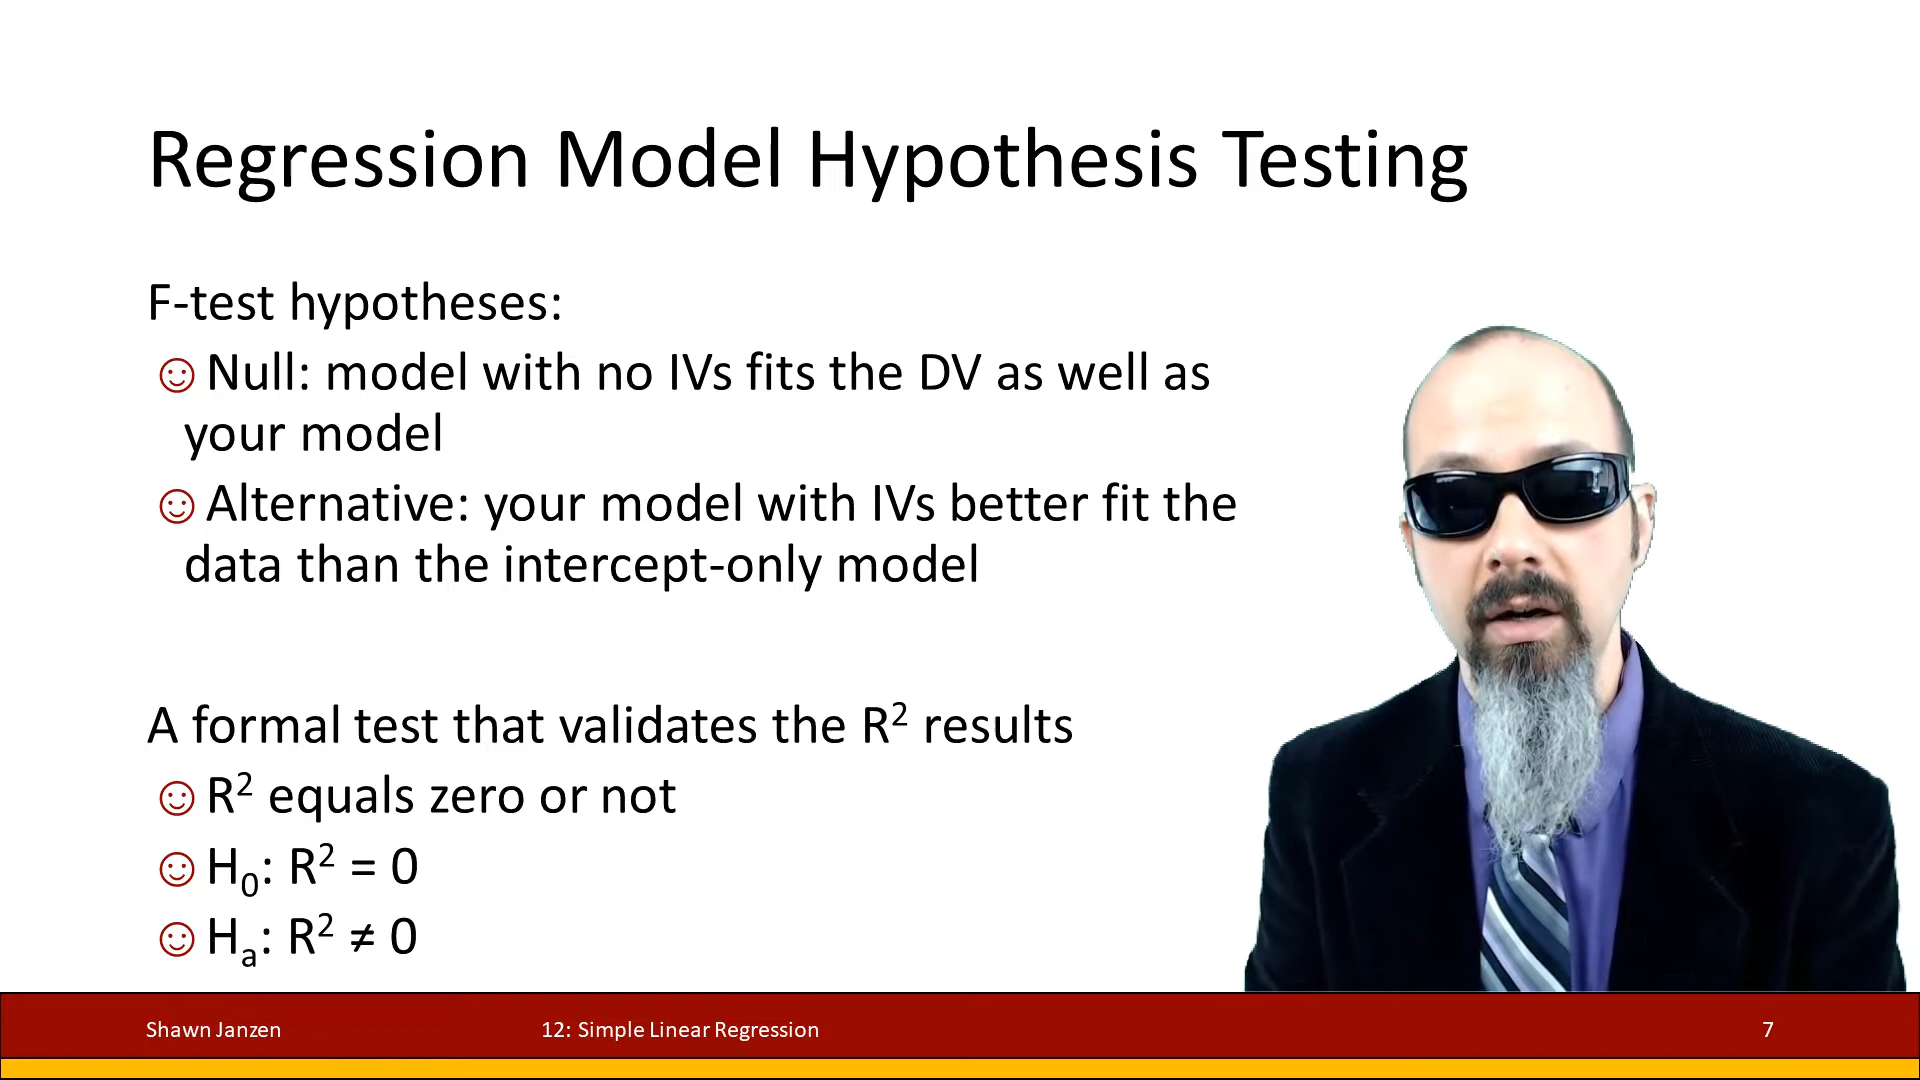 Regression Model Hypothesis Testing
F-test hypotheses:
Null: model with no IVs fits the DV as well as
your model
Alternative: your model with IVs better fit the
data than the intercept-only model
A formal test that validates the R² results
R² equals zero or not
H₀: R² = 0
Hₐ: R² ≠ 0
Shawn Janzen 12: Simple Linear Regression 7